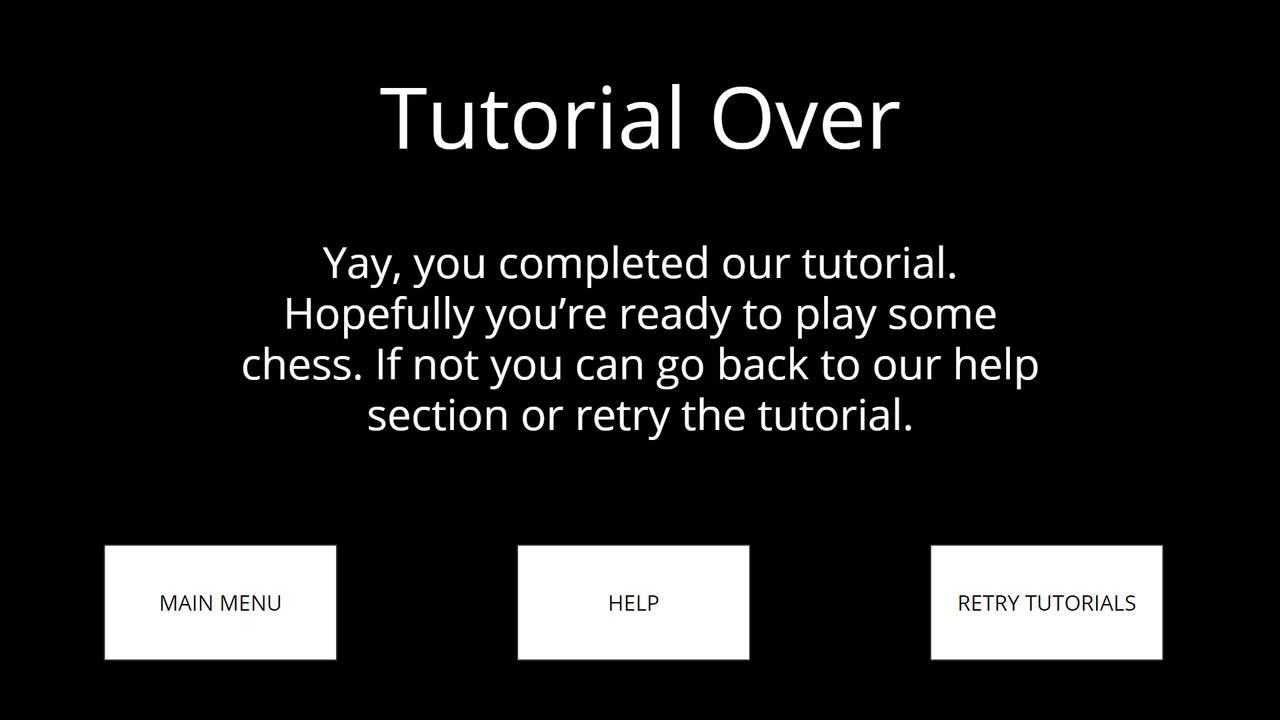 Tutorial Over
Yay, you completed our tutorial.
Hopefully you’re ready to play some
chess. If not you can go back to our help
section or retry the tutorial.
MAIN MENU
HELP
RETRY TUTORIALS